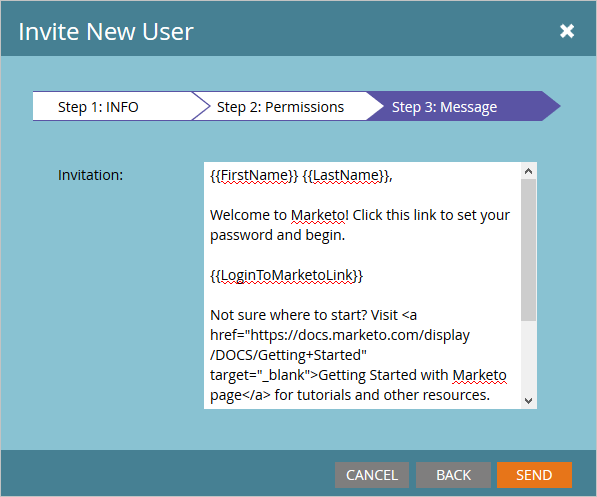 Invite New User
Step 1: INFO
Step 2: Permissions
Step 3: Message
Invitation:
{{FirstName}} {{LastName}},
Welcome to Marketo! Click this link to set your
password and begin.
{{LoginToMarketoLink}}
Not sure where to start? Visit <a
href="https://docs.marketo.com/display
/DOCS/Getting+Started"
target="_blank">Getting Started with Marketo
page</a> for tutorials and other resources.
CANCEL
BACK
SEND